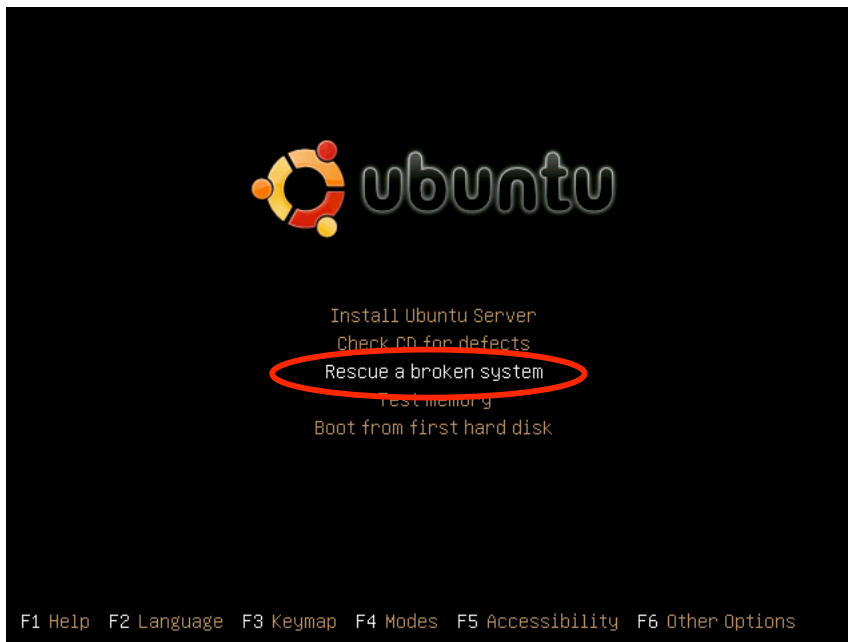 ubuntu
Install Ubuntu Server
Check CD for defects
Rescue a broken system
Test memory
Boot from first hard disk
F1 Help F2 Language F3 Keymap F4 Modes F5 Accessibility F6 Other Options